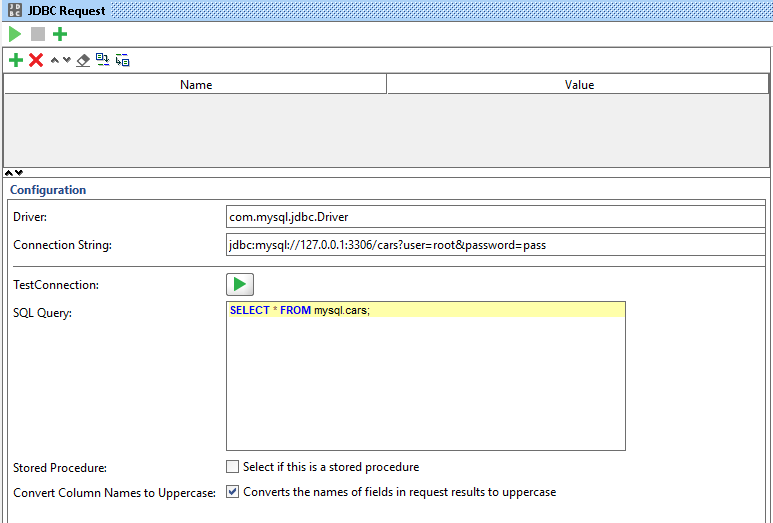 JDBC Request
Name Value
Configuration
Driver: com.mysql.jdbc.Driver
Connection String: jdbc:mysql://127.0.0.1:3306/cars?user=root&password=pass
TestConnection:
SQL Query: SELECT * FROM mysql.cars;
Stored Procedure: Select if this is a stored procedure
Convert Column Names to Uppercase: Converts the names of fields in request results to uppercase